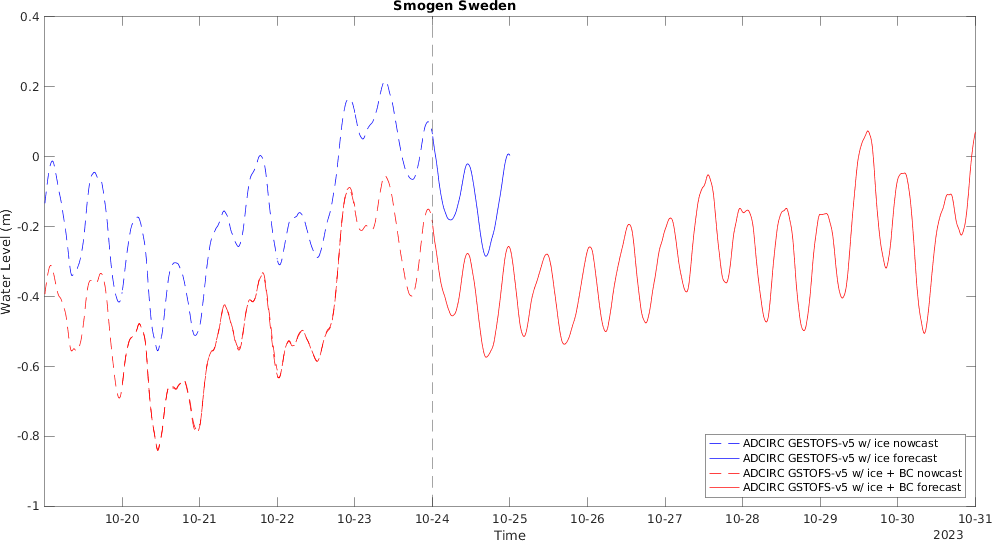 Smogen Sweden
0.4
0.2
0
-0.2
-0.4
-0.6
-0.8
-1
Water Level (m)
10-20 10-21 10-22 10-23 10-24 10-25 10-26 10-27 10-28 10-29 10-30 10-31
Time
2023
ADCIRC GESTOFS-v5 w/ ice nowcast
ADCIRC GESTOFS-v5 w/ ice forecast
ADCIRC GSTOFS-v5 w/ ice + BC nowcast
ADCIRC GSTOFS-v5 w/ ice + BC forecast